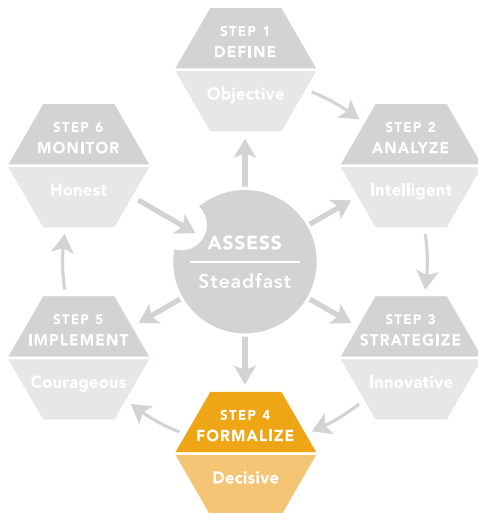 STEP 1
DEFINE
Objective
STEP 2
ANALYZE
Intelligent
STEP 3
STRATEGIZE
Innovative
STEP 4
FORMALIZE
Decisive
STEP 5
IMPLEMENT
Courageous
STEP 6
MONITOR
Honest
ASSESS
Steadfast